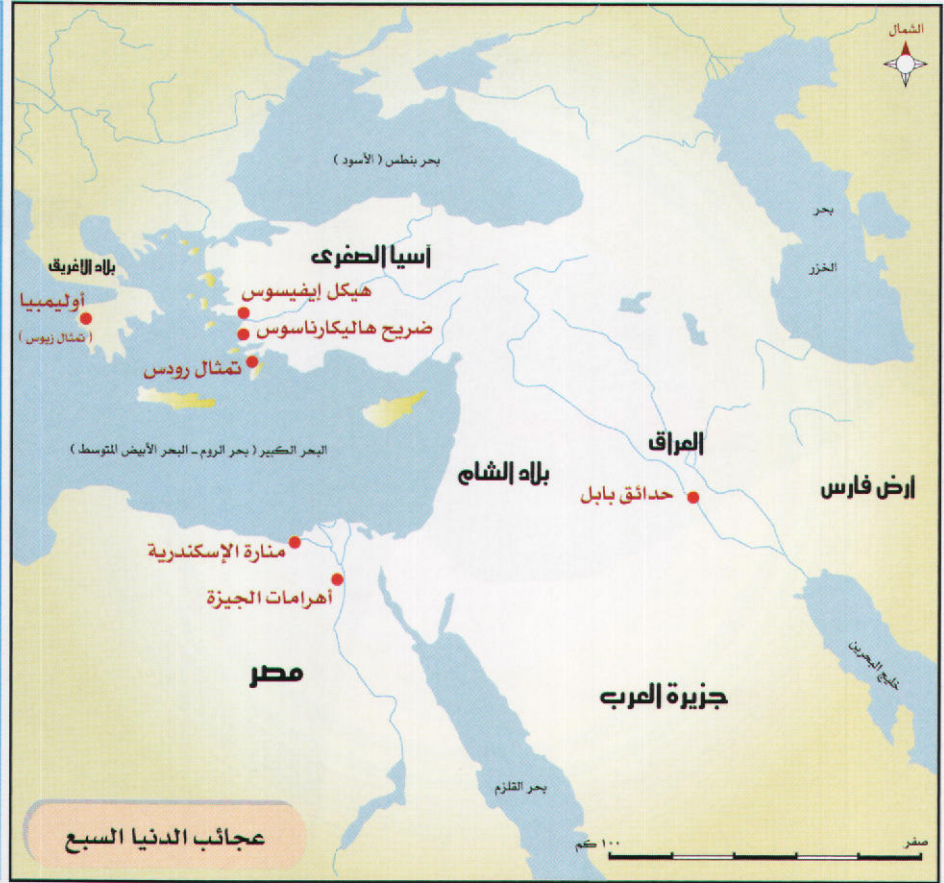 الشمال
بحر بنطس ( الأسود )
بحر
الخزر
أسيا الصغرى
بلاد الاغريق
هيكل إيفيسوس
أوليمبيا
( تمثال زيوس )
ضريح هاليكارناسوس
تمثال رودس
البحر الكبير ( بحر الروم - البحر الأبيض المتوسط )
العراق
بلاد الشام
أرض فارس
حدائق بابل
منارة الإسكندرية
أهرامات الجيزة
مصر
خليج البحرين
جزيرة العرب
بحر القلزم
عجائب الدنيا السبع
صفر
١٠٠ كم